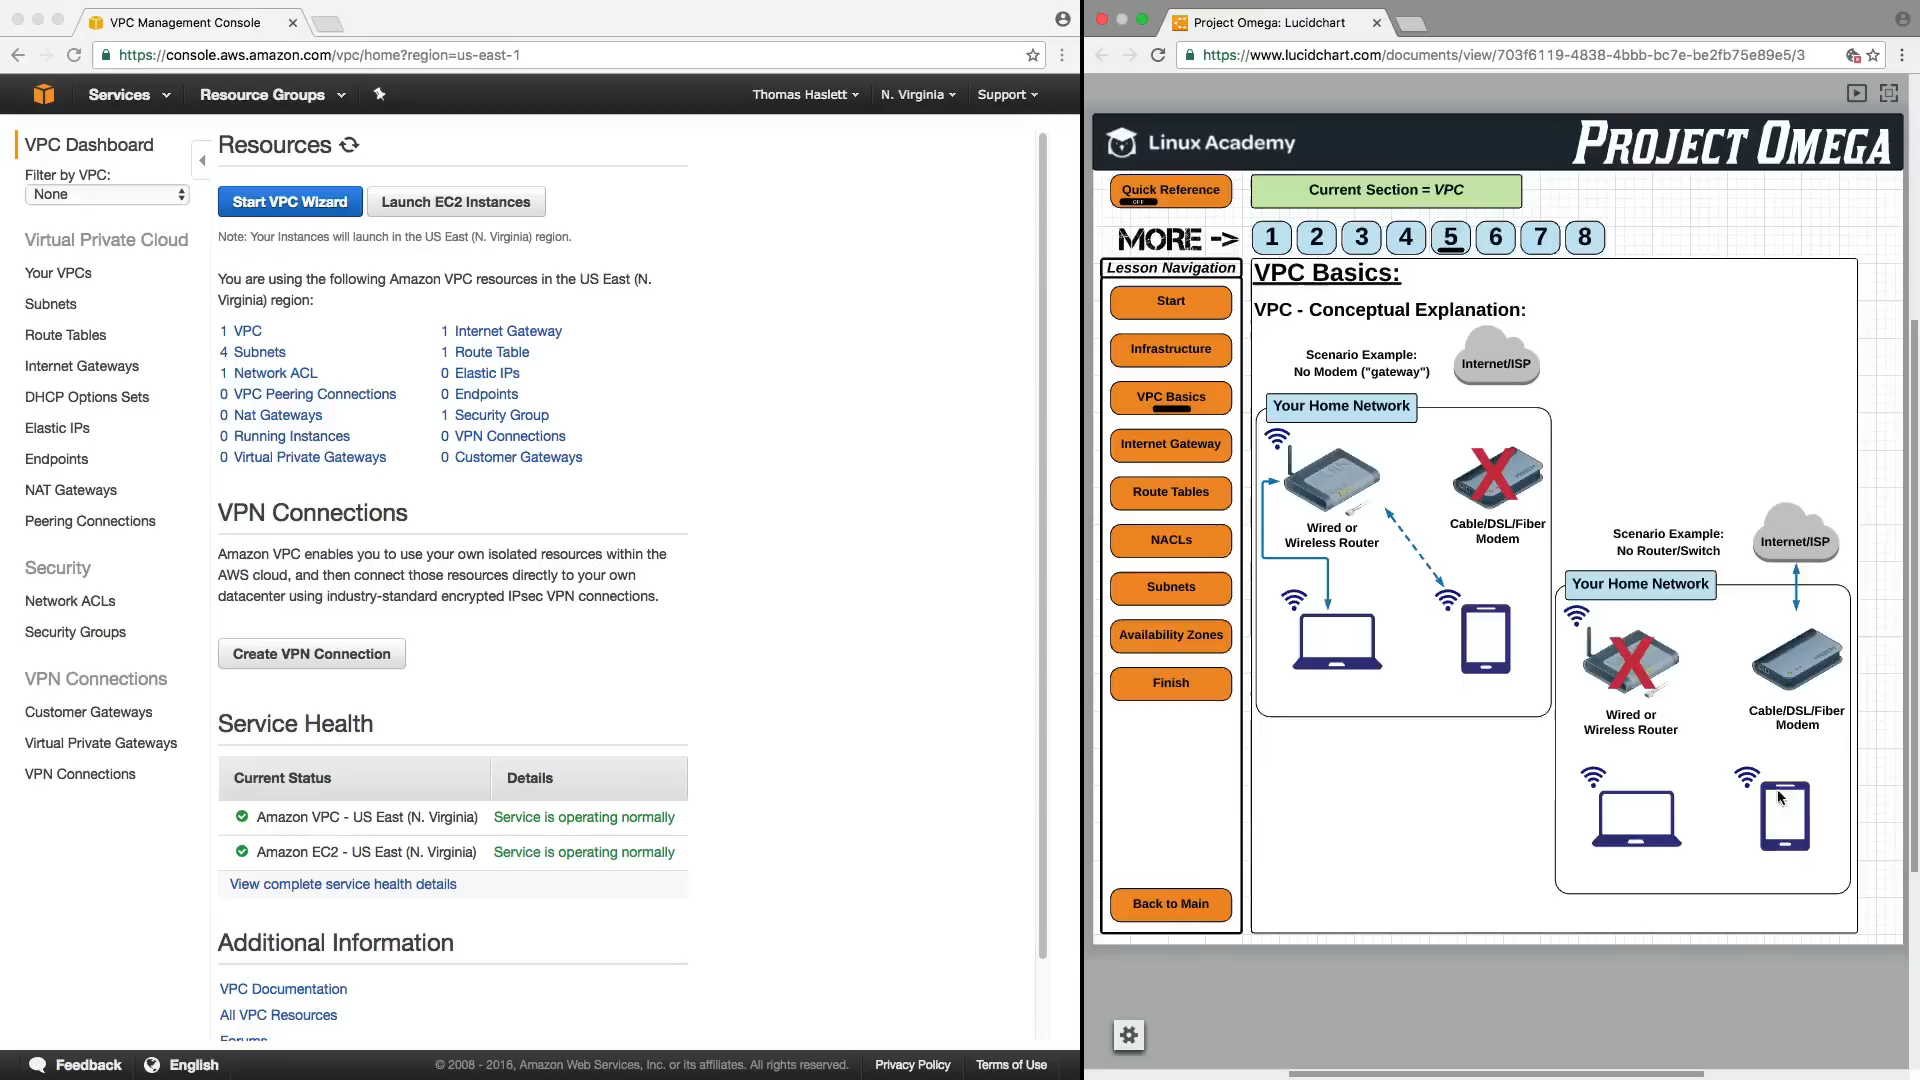 VPC Management Console
https://console.aws.amazon.com/vpc/home?region=us-east-1
Services
Resource Groups
Thomas Haslett
N. Virginia
Support
VPC Dashboard
Filter by VPC:
None
Virtual Private Cloud
Your VPCs
Subnets
Route Tables
Internet Gateways
DHCP Options Sets
Elastic IPs
Endpoints
NAT Gateways
Peering Connections
Security
Network ACLs
Security Groups
VPN Connections
Customer Gateways
Virtual Private Gateways
VPN Connections
Resources
Start VPC Wizard
Launch EC2 Instances
Note: Your Instances will launch in the US East (N. Virginia) region.
You are using the following Amazon VPC resources in the US East (N.
Virginia) region:
1 VPC
1 Internet Gateway
4 Subnets
1 Route Table
1 Network ACL
0 Elastic IPs
0 VPC Peering Connections
0 Endpoints
0 Nat Gateways
1 Security Group
0 Running Instances
0 VPN Connections
0 Virtual Private Gateways
0 Customer Gateways
VPN Connections
Amazon VPC enables you to use your own isolated resources within the
AWS cloud, and then connect those resources directly to your own
datacenter using industry-standard encrypted IPsec VPN connections.
Create VPN Connection
Service Health
Current Status
Details
Amazon VPC - US East (N. Virginia)
Service is operating normally
Amazon EC2 - US East (N. Virginia)
Service is operating normally
View complete service health details
Additional Information
VPC Documentation
All VPC Resources
Forums
Feedback
English
© 2008 - 2016, Amazon Web Services, Inc. or its affiliates. All rights reserved.
Privacy Policy
Terms of Use
Project Omega: Lucidchart
https://www.lucidchart.com/documents/view/703f6119-4838-4bbb-bc7e-be2fb75e89e5/3
Linux Academy
PROJECT OMEGA
Quick Reference
OFF
Current Section = VPC
MORE ->
1
2
3
4
5
6
7
8
Lesson Navigation
Start
Infrastructure
VPC Basics
Internet Gateway
Route Tables
NACLs
Subnets
Availability Zones
Finish
Back to Main
VPC Basics:
VPC - Conceptual Explanation:
Scenario Example:
No Modem ("gateway")
Internet/ISP
Your Home Network
Wired or
Wireless Router
X
Cable/DSL/Fiber
Modem
Scenario Example:
No Router/Switch
Internet/ISP
Your Home Network
X
Wired or
Wireless Router
Cable/DSL/Fiber
Modem